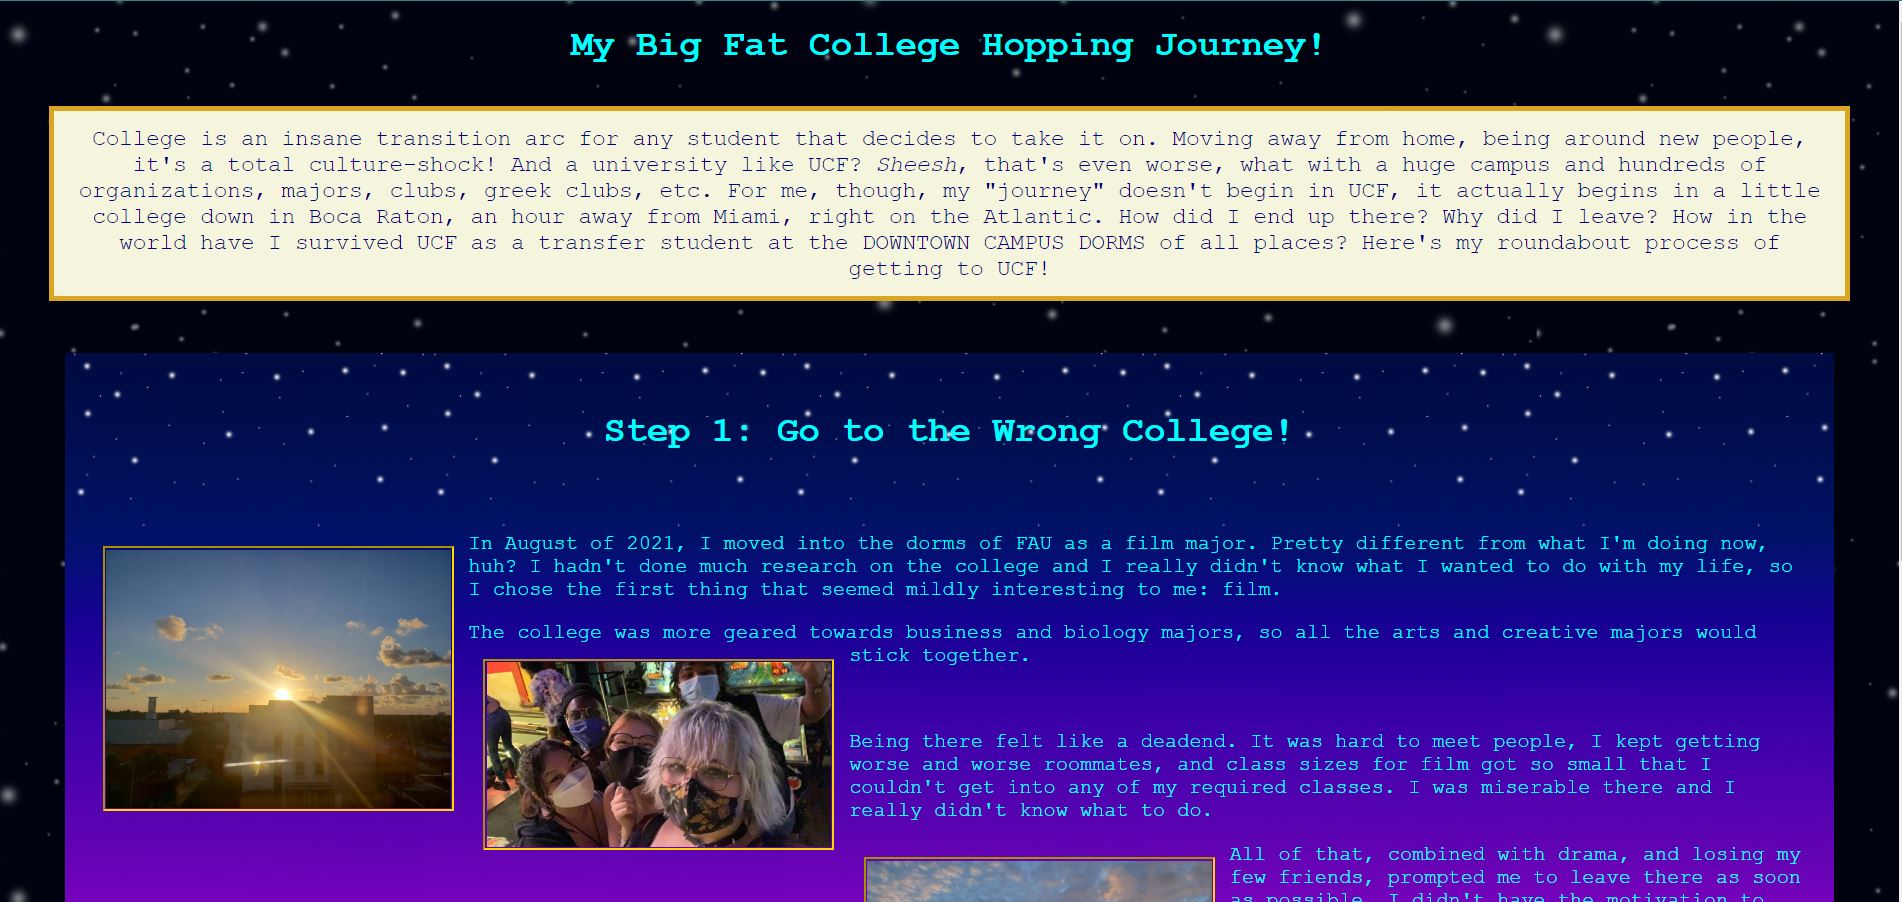 My Big Fat College Hopping Journey!
College is an insane transition arc for any student that decides to take it on. Moving away from home, being around new people,
it's a total culture-shock! And a university like UCF? Sheesh, that's even worse, what with a huge campus and hundreds of
organizations, majors, clubs, greek clubs, etc. For me, though, my "journey" doesn't begin in UCF, it actually begins in a little
college down in Boca Raton, an hour away from Miami, right on the Atlantic. How did I end up there? Why did I leave? How in the
world have I survived UCF as a transfer student at the DOWNTOWN CAMPUS DORMS of all places? Here's my roundabout process of
getting to UCF!
Step 1: Go to the Wrong College!
In August of 2021, I moved into the dorms of FAU as a film major. Pretty different from what I'm doing now,
huh? I hadn't done much research on the college and I really didn't know what I wanted to do with my life, so
I chose the first thing that seemed mildly interesting to me: film.
The college was more geared towards business and biology majors, so all the arts and creative majors would
stick together.
Being there felt like a deadend. It was hard to meet people, I kept getting
worse and worse roommates, and class sizes for film got so small that I
couldn't get into any of my required classes. I was miserable there and I
really didn't know what to do.
All of that, combined with drama, and losing my
few friends, prompted me to leave there as soon
as possible. I didn't have the motivation to